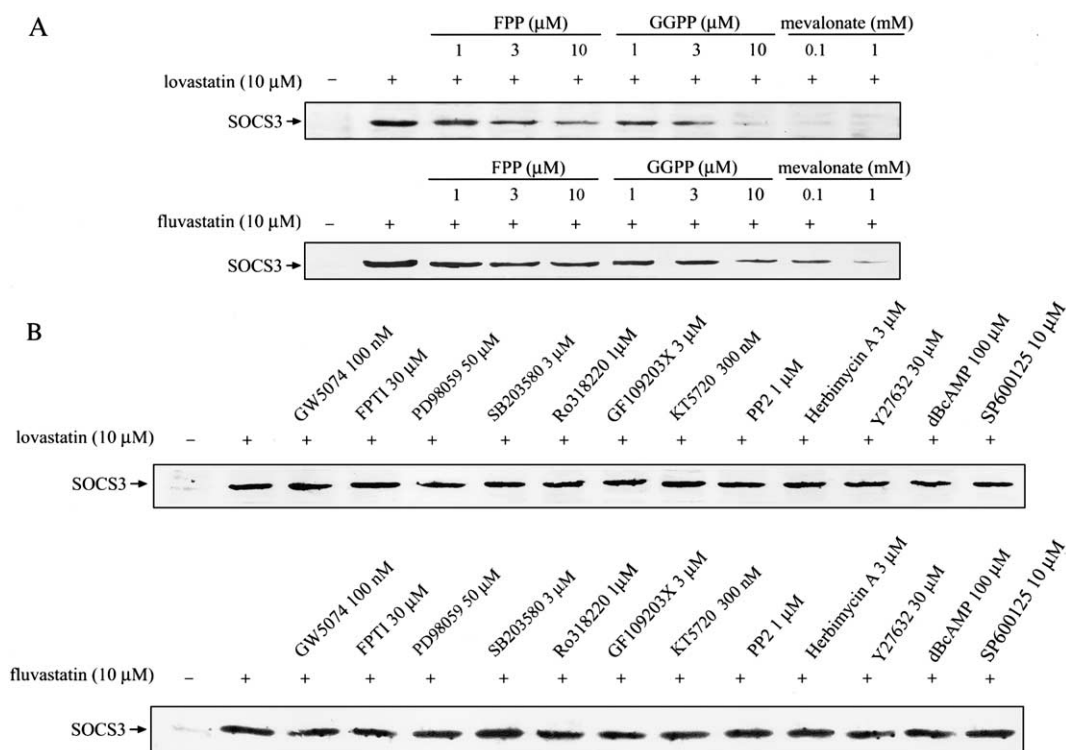 A
FPP (μM) GGPP (μM) mevalonate (mM)
1 3 10 1 3 10 0.1 1
lovastatin (10 μM) – + + + + + + + + +
SOCS3→
FPP (μM) GGPP (μM) mevalonate (mM)
1 3 10 1 3 10 0.1 1
fluvastatin (10 μM) – + + + + + + + + +
SOCS3→
B
GW5074 100 nM FPTI 30 μM PD98059 50 μM SB203580 3 μM Ro318220 1μM GF109203X 3 μM KT5720 300 nM PP2 1 μM Herbimycin A 3 μM Y27632 30 μM dBcAMP 100 μM SP600125 10 μM
lovastatin (10 μM) – + + + + + + + + + + + + +
SOCS3→
GW5074 100 nM FPTI 30 μM PD98059 50 μM SB203580 3 μM Ro318220 1μM GF109203X 3 μM KT5720 300 nM PP2 1 μM Herbimycin A 3 μM Y27632 30 μM dBcAMP 100 μM SP600125 10 μM
fluvastatin (10 μM) – + + + + + + + + + + + + +
SOCS3→